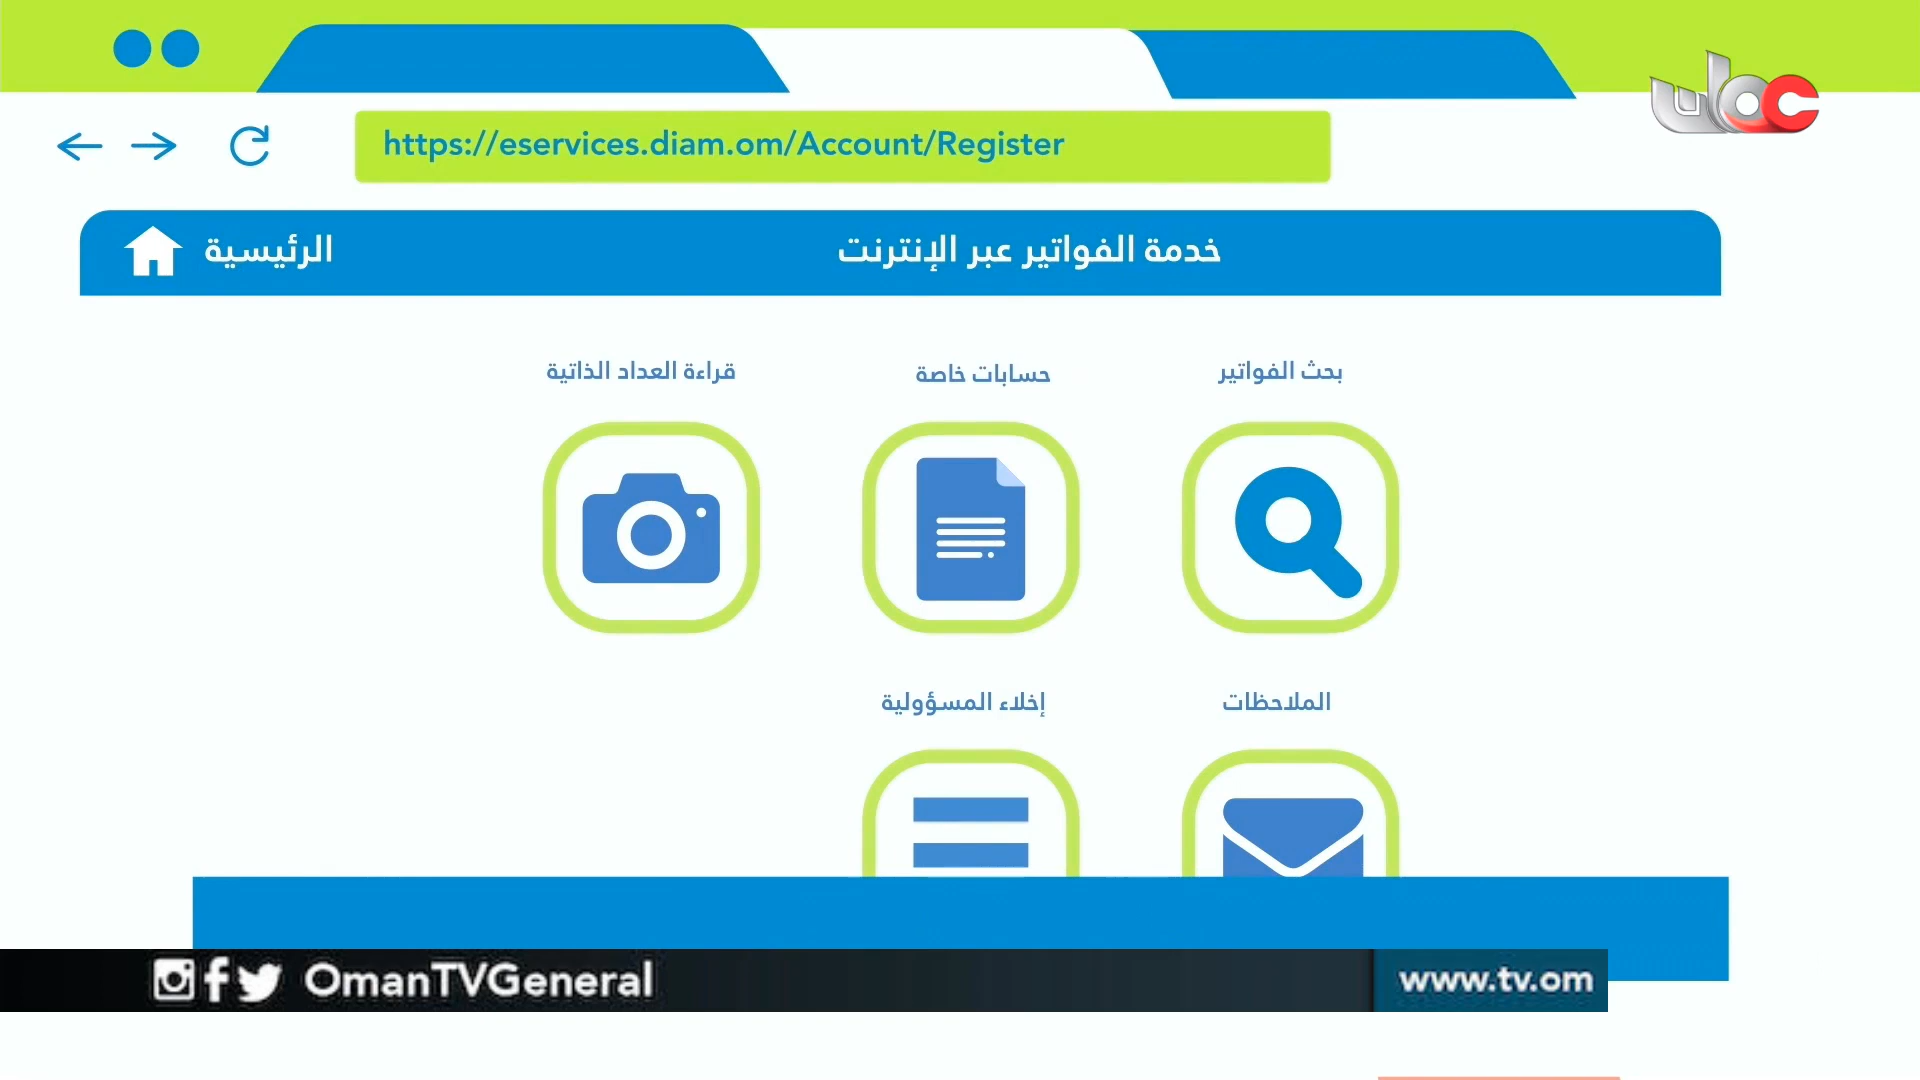 عمان
https://eservices.diam.om/Account/Register
خدمة الفواتير عبر الإنترنت
الرئيسية
بحث الفواتير
حسابات خاصة
قراءة العداد الذاتية
الملاحظات
إخلاء المسؤولية
OmanTVGeneral
www.tv.om